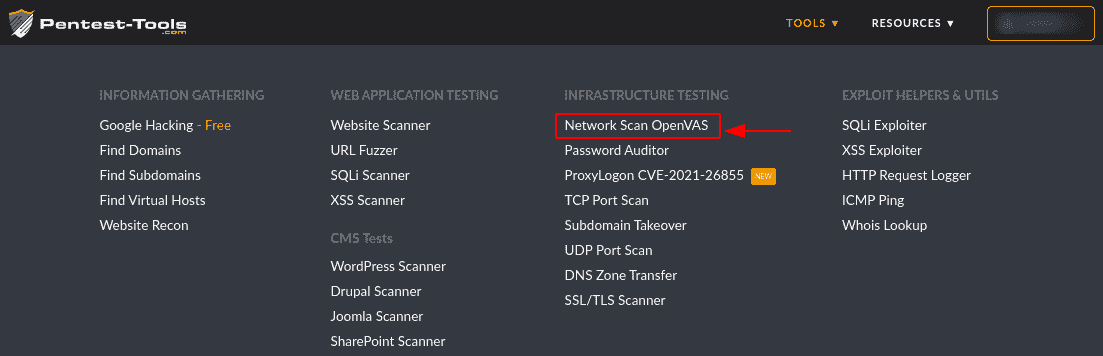 Pentest-Tools
.com
TOOLS ▼
RESOURCES ▼
INFORMATION GATHERING
Google Hacking - Free
Find Domains
Find Subdomains
Find Virtual Hosts
Website Recon
WEB APPLICATION TESTING
Website Scanner
URL Fuzzer
SQLi Scanner
XSS Scanner
CMS Tests
WordPress Scanner
Drupal Scanner
Joomla Scanner
SharePoint Scanner
INFRASTRUCTURE TESTING
Network Scan OpenVAS
Password Auditor
ProxyLogon CVE-2021-26855 NEW
TCP Port Scan
Subdomain Takeover
UDP Port Scan
DNS Zone Transfer
SSL/TLS Scanner
EXPLOIT HELPERS & UTILS
SQLi Exploiter
XSS Exploiter
HTTP Request Logger
ICMP Ping
Whois Lookup